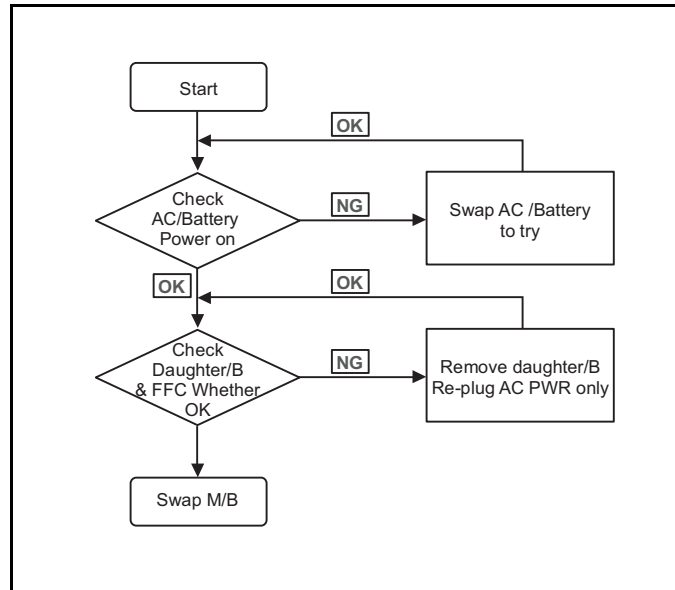 Start
OK
Check
AC/Battery
Power on
NG
Swap AC /Battery
to try
OK
OK
Check
Daughter/B
& FFC Whether
OK
NG
Remove daughter/B
Re-plug AC PWR only
Swap M/B